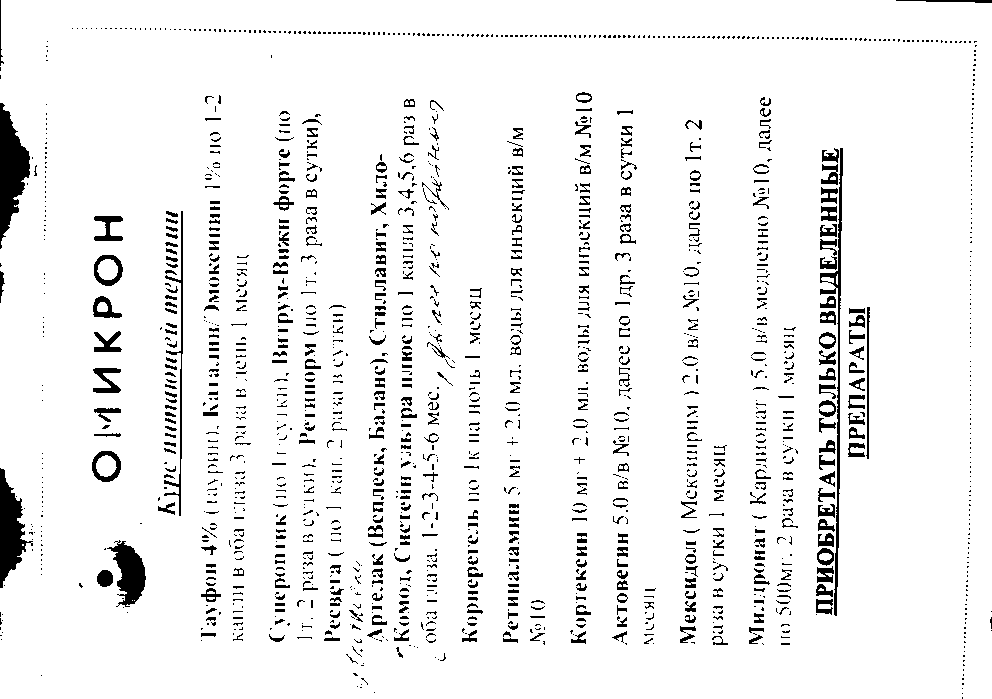 ОМИКРОН
Курс питающей терапии
Тауфон 4% (таурин), Каталин/Эмоксипин 1% по 1-2
капли в оба глаза 3 раза в день 1 месяц
Супероптик (по 1т сутки), Витрум-Вижн форте (по
1т. 2 раза в сутки), Ретинорм (по 1т. 3 раза в сутки),
Ресвега ( по 1 кап. 2 раза в сутки)
Артелак (Всплеск, Баланс), Стиллавит, Хило-
Комод, Систейн ультра плюс по 1 капли 3,4,5,6 раз в
оба глаза. 1-2-3-4-5-6 мес.
Корнерегель по 1к на ночь 1 месяц
Ретиналамин 5 мг + 2.0 мл. воды для инъекций в/м
№10
Кортексин 10 мг + 2.0 мл. воды для инъекций в/м №10
Актовегин 5.0 в/в №10, далее по 1др. 3 раза в сутки 1
месяц
Мексидол ( Мексиприм ) 2.0 в/м №10, далее по 1т. 2
раза в сутки 1 месяц
Милдронат ( Кардионат ) 5.0 в/в медленно №10, далее
по 500мг. 2 раза в сутки 1 месяц
ПРИОБРЕТАТЬ ТОЛЬКО ВЫДЕЛЕННЫЕ
ПРЕПАРАТЫ